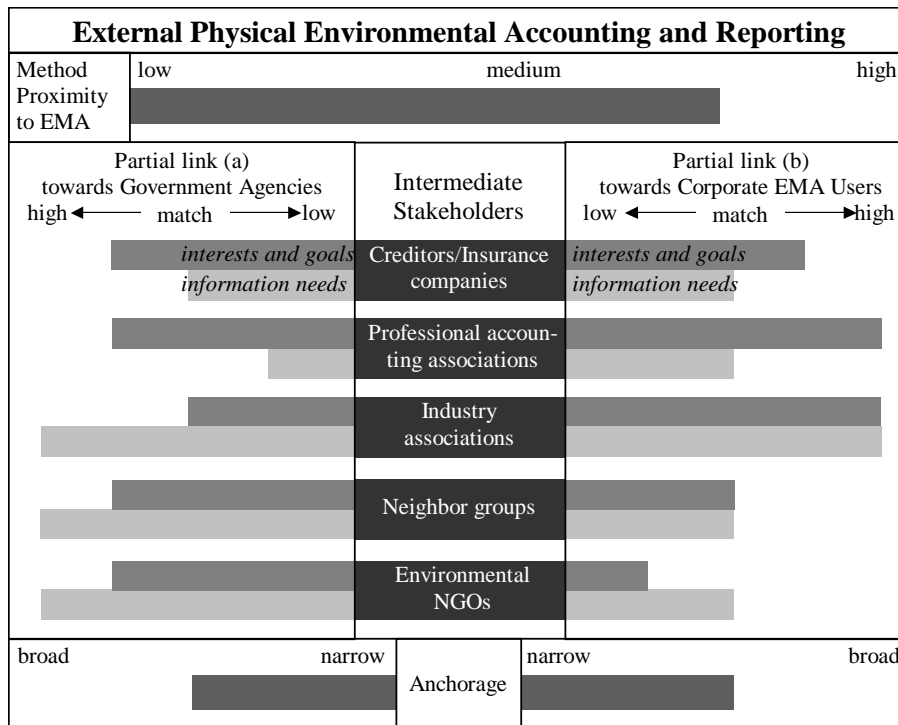 External Physical Environmental Accounting and Reporting
Method
Proximity
to EMA
low medium high
Partial link (a)
towards Government Agencies
high match low
Intermediate
Stakeholders
Partial link (b)
towards Corporate EMA Users
low match high
interests and goals
information needs
Creditors/Insurance
companies
interests and goals
information needs
Professional accoun-
ting associations
Industry
associations
Neighbor groups
Environmental
NGOs
broad narrow
Anchorage
narrow broad